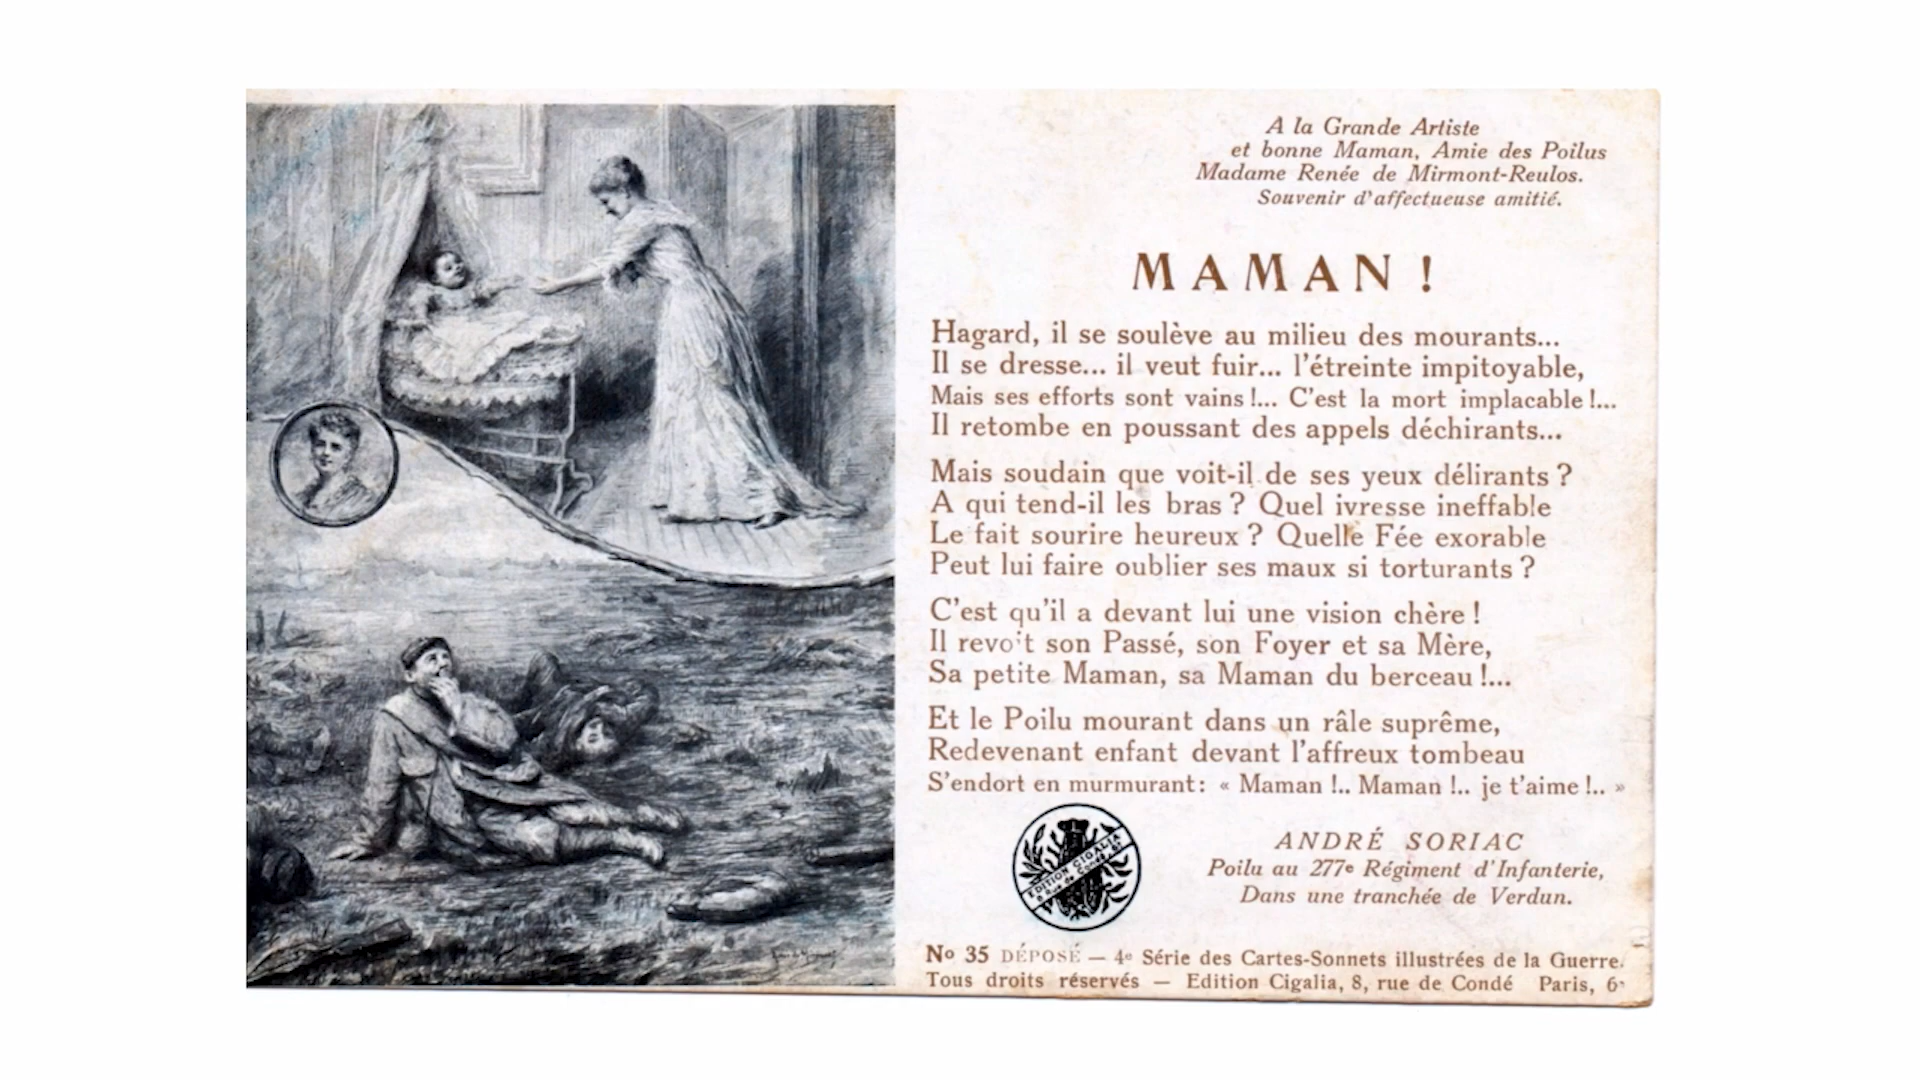 A la Grande Artiste
et bonne Maman, Amie des Poilus
Madame Renée de Mirmont-Reulos.
Souvenir d'affectueuse amitié.
MAMAN !
Hagard, il se soulève au milieu des mourants...
Il se dresse... il veut fuir... l'étreinte impitoyable,
Mais ses efforts sont vains !... C'est la mort implacable !...
Il retombe en poussant des appels déchirants...
Mais soudain que voit-il de ses yeux délirants ?
A qui tend-il les bras ? Quel ivresse ineffable
Le fait sourire heureux ? Quelle Fée exorable
Peut lui faire oublier ses maux si torturants ?
C'est qu'il a devant lui une vision chère !
Il revoit son Passé, son Foyer et sa Mère,
Sa petite Maman, sa Maman du berceau !...
Et le Poilu mourant dans un râle suprême,
Redevenant enfant devant l'affreux tombeau
S'endort en murmurant : « Maman !.. Maman !.. je t'aime !.. »
EDITION CIGALIA
8 Rue de Condé, 8
ANDRÉ SORIAC
Poilu au 277e Régiment d'Infanterie,
Dans une tranchée de Verdun.
No 35 DÉPOSÉ — 4e Série des Cartes-Sonnets illustrées de la Guerre.
Tous droits réservés — Edition Cigalia, 8, rue de Condé Paris, 6e